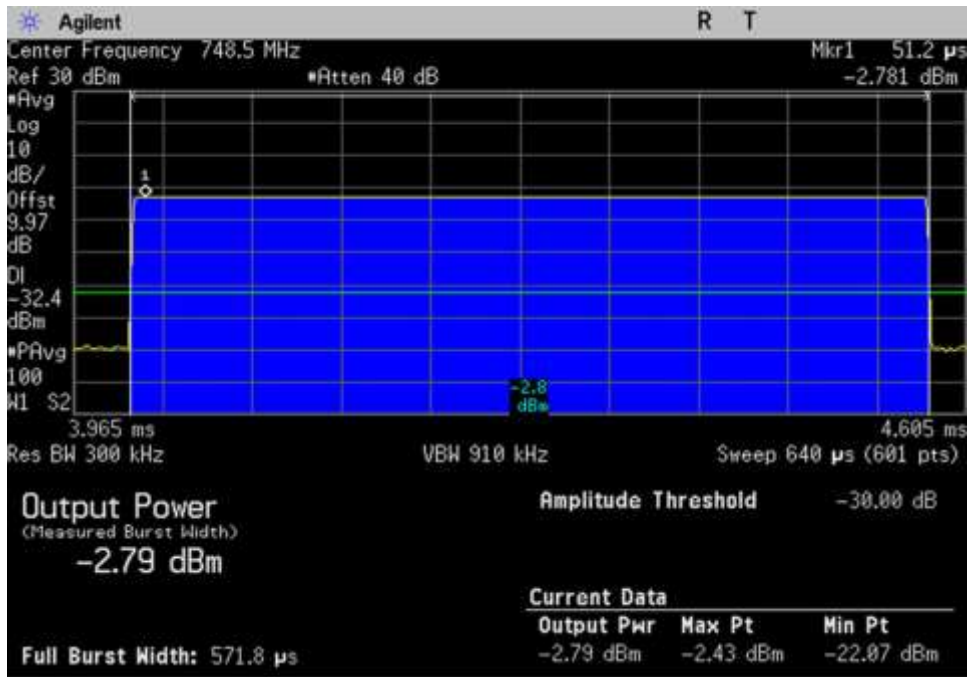 Agilent R T
Center Frequency 748.5 MHz Mkr1 51.2 µs
Ref 30 dBm *Atten 40 dB -2.781 dBm
*Avg
Log
10
dB/
1
Offst
9.97
dB
DI
-32.4
dBm
*PAvg
100
-2.8
dBm
W1 S2
3.965 ms 4.605 ms
Res BW 300 kHz VBW 910 kHz Sweep 640 µs (601 pts)
Output Power Amplitude Threshold -30.00 dB
(Measured Burst Width)
-2.79 dBm
Current Data
Output Pwr Max Pt Min Pt
Full Burst Width: 571.8 µs -2.79 dBm -2.43 dBm -22.07 dBm